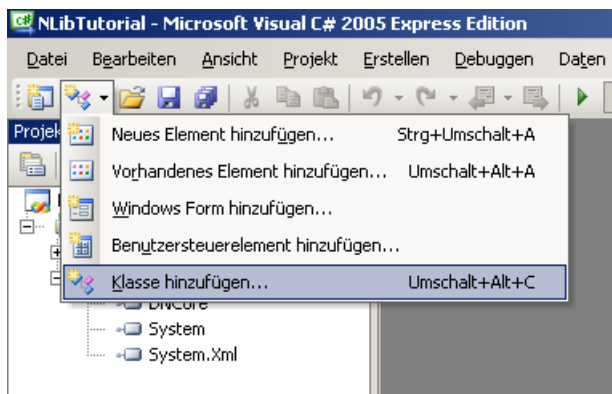 NLibTutorial - Microsoft Visual C# 2005 Express Edition
Datei Bearbeiten Ansicht Projekt Erstellen Debuggen Daten
Projek
Neues Element hinzufügen... Strg+Umschalt+A
Vorhandenes Element hinzufügen... Umschalt+Alt+A
Windows Form hinzufügen...
Benutzersteuerelement hinzufügen...
Klasse hinzufügen... Umschalt+Alt+C
DNCore
System
System.Xml